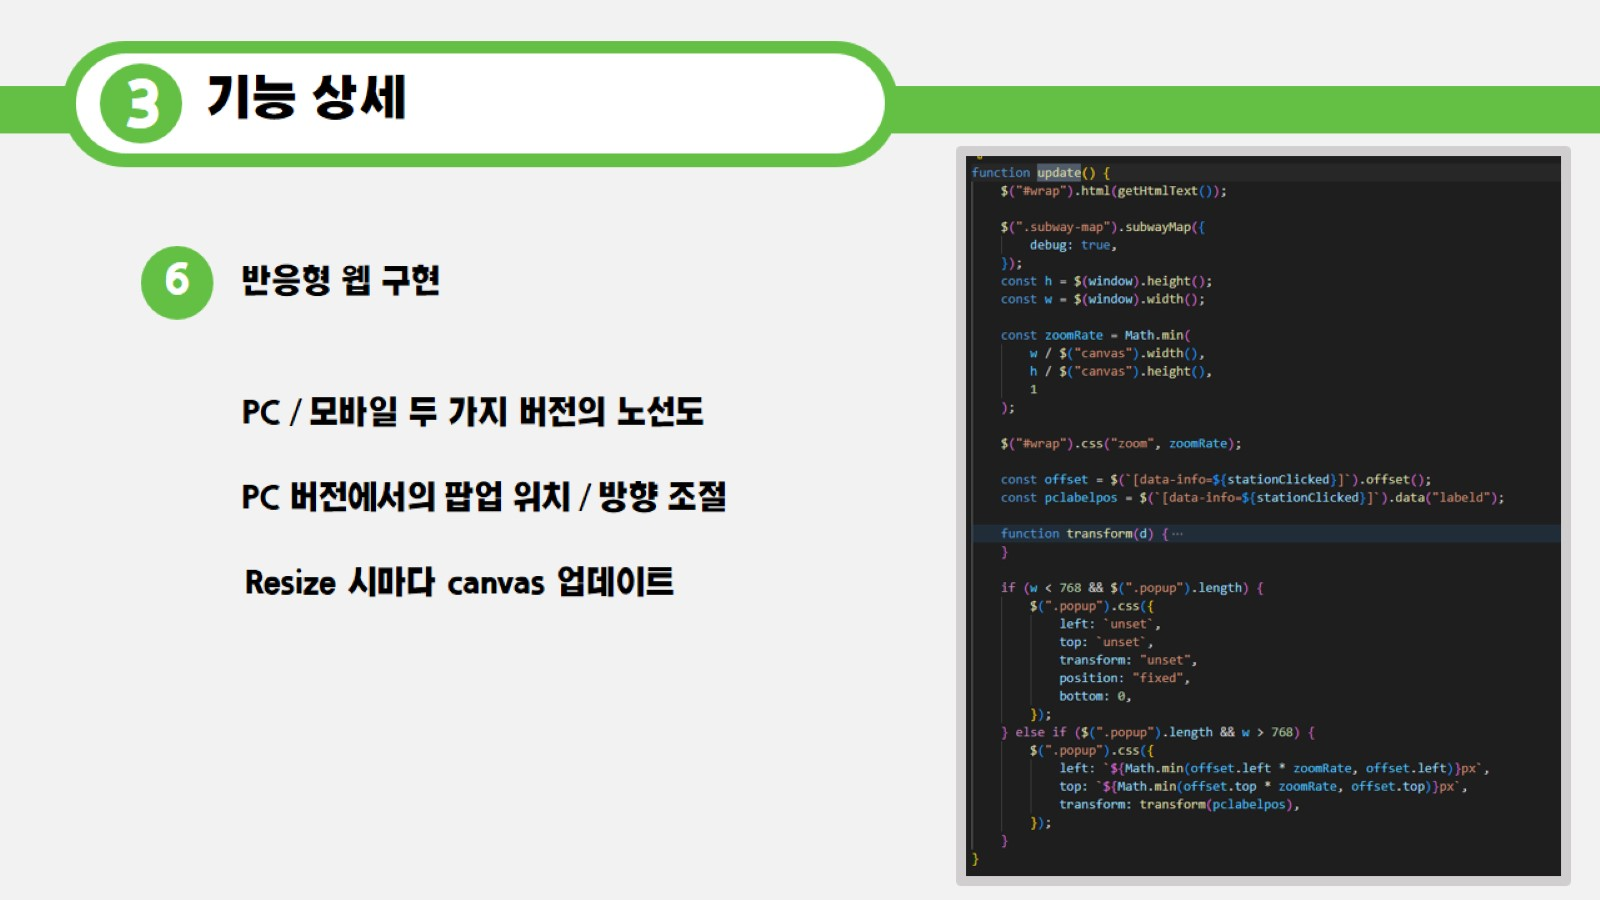 3 기능 상세
6 반응형 웹 구현
PC / 모바일 두 가지 버전의 노선도
PC 버전에서의 팝업 위치 / 방향 조절
Resize 시마다 canvas 업데이트
function update() {
    $("#wrap").html(getHtmlText());

    $(".subway-map").subwayMap({
        debug: true,
    });
    const h = $(window).height();
    const w = $(window).width();

    const zoomRate = Math.min(
        w / $("canvas").width(),
        h / $("canvas").height(),
        1
    );

    $("#wrap").css("zoom", zoomRate);

    const offset = $(`[data-info=${stationClicked}]`).offset();
    const pclabelpos = $(`[data-info=${stationClicked}]`).data("labeld");

    function transform(d) { ···
    }

    if (w < 768 && $(".popup").length) {
        $(".popup").css({
            left: `unset`,
            top: `unset`,
            transform: "unset",
            position: "fixed",
            bottom: 0,
        });
    } else if ($(".popup").length && w > 768) {
        $(".popup").css({
            left: `${Math.min(offset.left * zoomRate, offset.left)}px`,
            top: `${Math.min(offset.top * zoomRate, offset.top)}px`,
            transform: transform(pclabelpos),
        });
    }
}